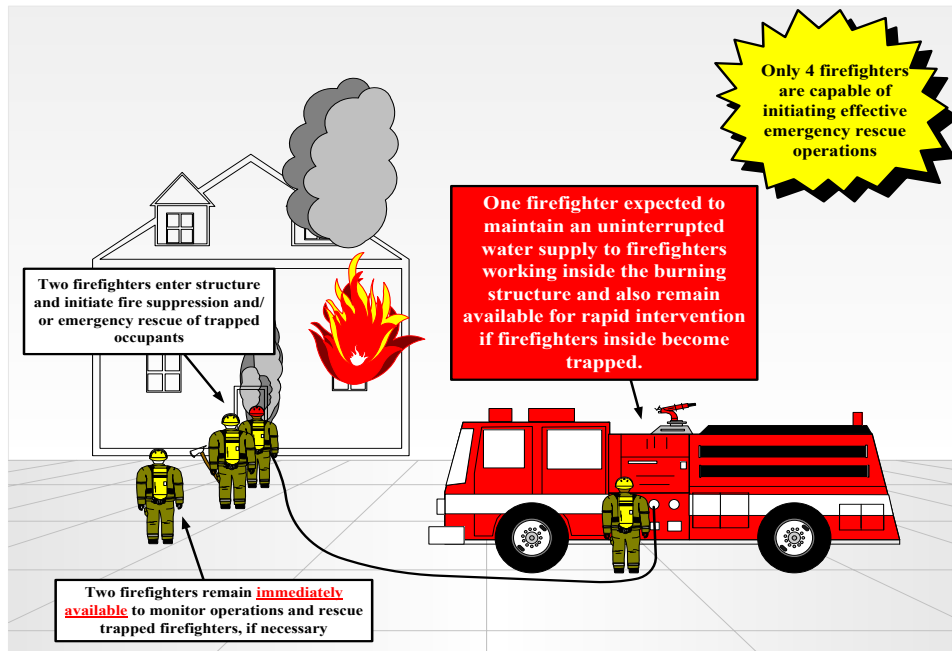 Only 4 firefighters
are capable of
initiating effective
emergency rescue
operations
One firefighter expected to
maintain an uninterrupted
water supply to firefighters
working inside the burning
structure and also remain
available for rapid intervention
if firefighters inside become
trapped.
Two firefighters enter structure
and initiate fire suppression and/
or emergency rescue of trapped
occupants
Two firefighters remain immediately
available to monitor operations and rescue
trapped firefighters, if necessary